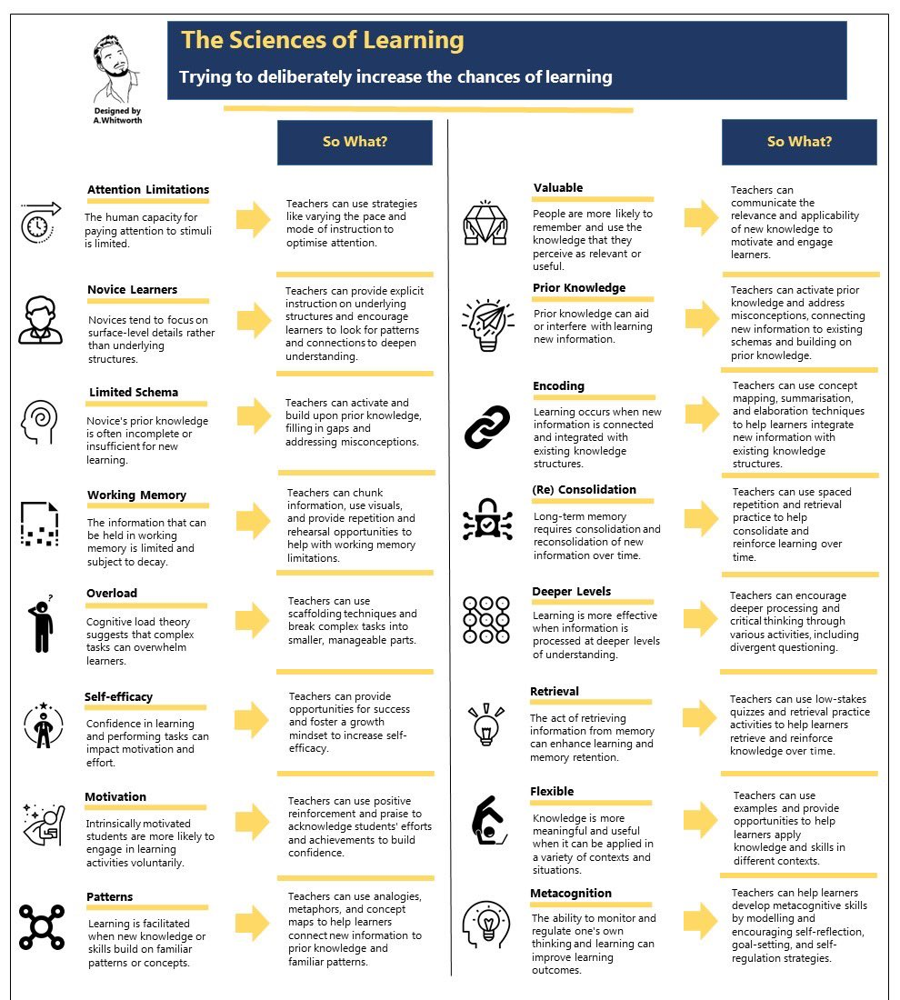 The Sciences of Learning
Trying to deliberately increase the chances of learning
Designed by
A.Whitworth
So What?
Attention Limitations
The human capacity for
paying attention to stimuli
is limited.
Teachers can use strategies
like varying the pace and
mode of instruction to
optimise attention.
Novice Learners
Novices tend to focus on
surface-level details rather
than underlying
structures.
Teachers can provide explicit
instruction on underlying
structures and encourage
learners to look for patterns
and connections to deepen
understanding.
Limited Schema
Novice's prior knowledge
is often incomplete or
insufficient for new
learning.
Teachers can activate and
build upon prior knowledge,
filling in gaps and
addressing misconceptions.
Working Memory
The information that can
be held in working
memory is limited and
subject to decay.
Teachers can chunk
information, use visuals,
and provide repetition and
rehearsal opportunities to
help with working memory
limitations.
Overload
Cognitive load theory
suggests that complex
tasks can overwhelm
learners.
Teachers can use
scaffolding techniques and
break complex tasks into
smaller, manageable parts.
?
Self-efficacy
Confidence in learning
and performing tasks can
impact motivation and
effort.
Teachers can provide
opportunities for success
and foster a growth
mindset to increase self-
efficacy.
Motivation
Intrinsically motivated
students are more likely to
engage in learning
activities voluntarily.
Teachers can use positive
reinforcement and praise to
acknowledge students' efforts
and achievements to build
confidence.
Patterns
Learning is facilitated
when new knowledge or
skills build on familiar
patterns or concepts.
Teachers can use analogies,
metaphors, and concept
maps to help learners
connect new information to
prior knowledge and
familiar patterns.
So What?
Valuable
People are more likely to
remember and use the
knowledge that they
perceive as relevant or
useful.
Teachers can
communicate the
relevance and applicability
of new knowledge to
motivate and engage
learners.
Prior Knowledge
Prior knowledge can aid
or interfere with learning
new information.
Teachers can activate prior
knowledge and address
misconceptions, connecting
new information to existing
schemas and building on
prior knowledge.
Encoding
Learning occurs when new
information is connected
and integrated with
existing knowledge
structures.
Teachers can use concept
mapping, summarisation,
and elaboration techniques
to help learners integrate
new information with
existing knowledge
structures.
(Re) Consolidation
Long-term memory
requires consolidation and
reconsolidation of new
information over time.
Teachers can use spaced
repetition and retrieval
practice to help
consolidate and
reinforce learning over
time.
Deeper Levels
Learning is more effective
when information is
processed at deeper levels
of understanding.
Teachers can encourage
deeper processing and
critical thinking through
various activities, including
divergent questioning.
Retrieval
The act of retrieving
information from memory
can enhance learning and
memory retention.
Teachers can use low-stakes
quizzes and retrieval practice
activities to help learners
retrieve and reinforce
knowledge over time.
Flexible
Knowledge is more
meaningful and useful
when it can be applied in
a variety of contexts and
situations.
Teachers can use
examples and provide
opportunities to help
learners apply
knowledge and skills in
different contexts.
Metacognition
The ability to monitor and
regulate one's own
thinking and learning can
improve learning
outcomes.
Teachers can help learners
develop metacognitive skills
by modelling and
encouraging self-reflection,
goal-setting, and self-
regulation strategies.